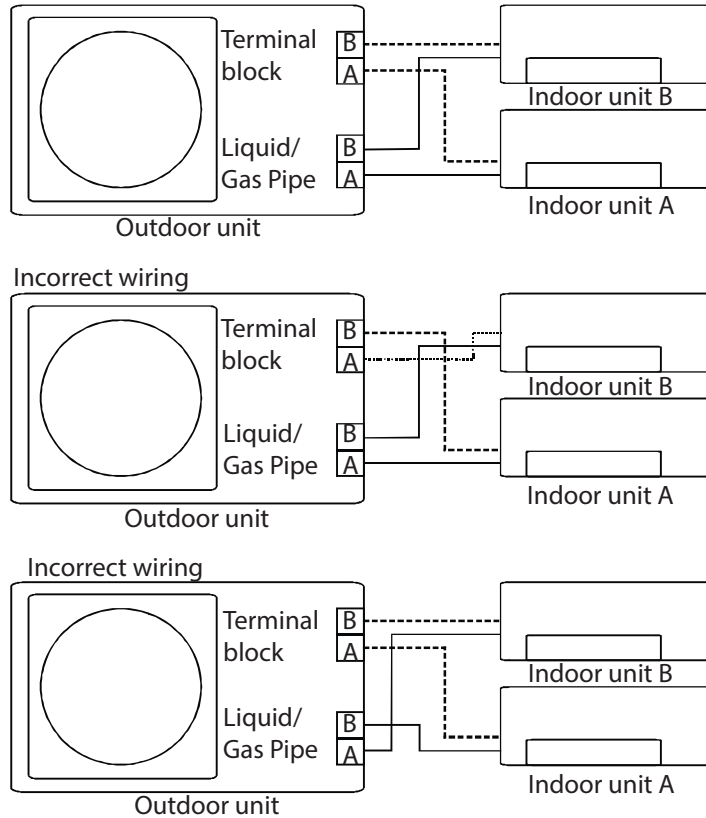 Terminal
block
B
A
Liquid/
Gas Pipe
B
A
Outdoor unit
Indoor unit B
Indoor unit A
Incorrect wiring
Terminal
block
B
A
Liquid/
Gas Pipe
B
A
Outdoor unit
Indoor unit B
Indoor unit A
Incorrect wiring
Terminal
block
B
A
Liquid/
Gas Pipe
B
A
Outdoor unit
Indoor unit B
Indoor unit A